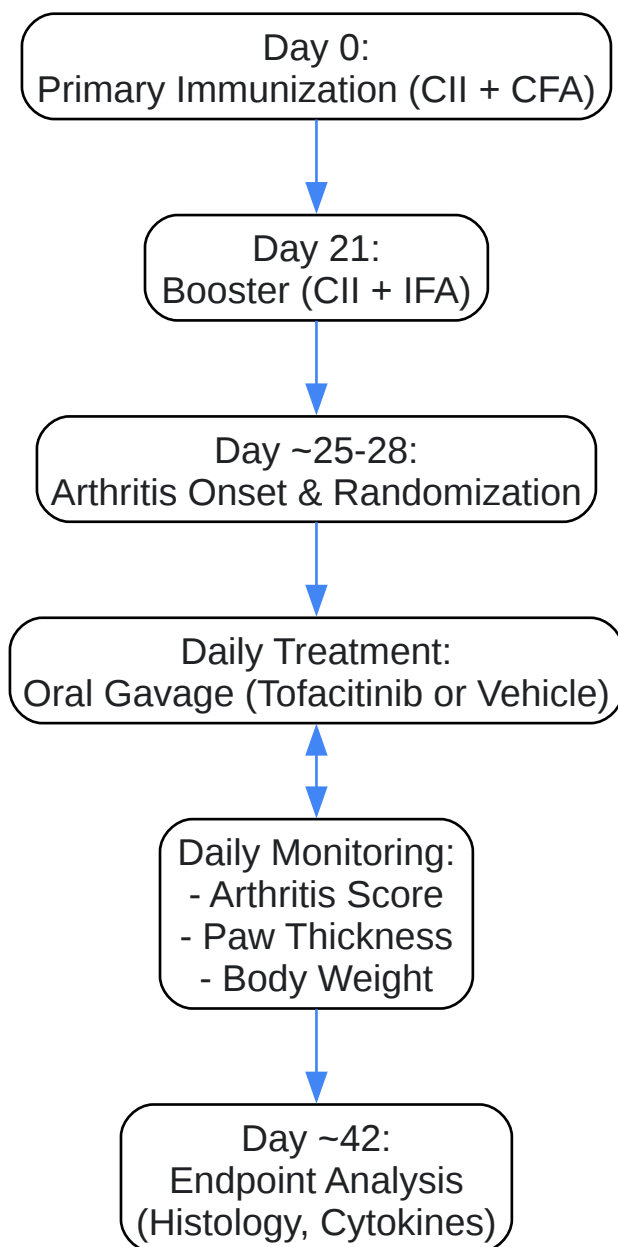 Day 0:
Primary Immunization (CII + CFA)
Day 21:
Booster (CII + IFA)
Day ~25-28:
Arthritis Onset & Randomization
Daily Treatment:
Oral Gavage (Tofacitinib or Vehicle)
Daily Monitoring:
- Arthritis Score
- Paw Thickness
- Body Weight
Day ~42:
Endpoint Analysis
(Histology, Cytokines)